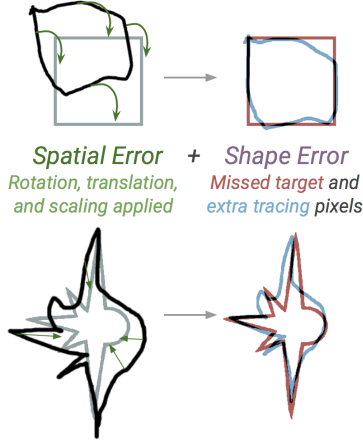 Spatial Error + Shape Error
Rotation, translation, Missed target and
and scaling applied extra tracing pixels